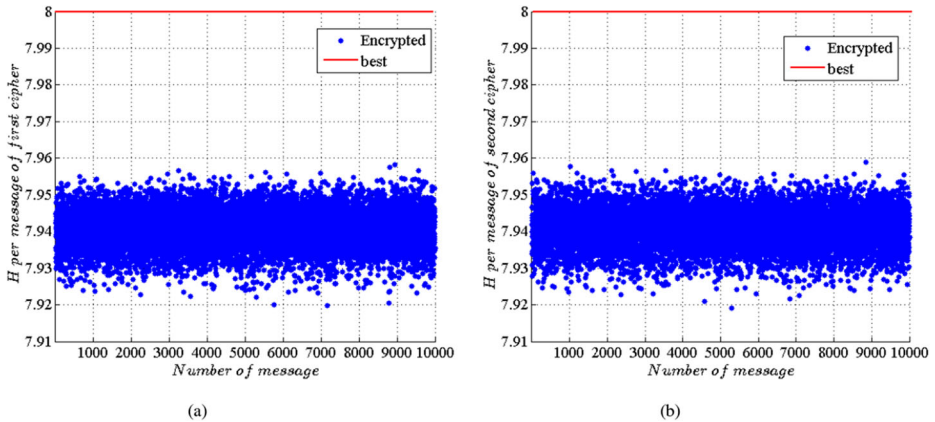 8
7.99
7.98
7.97
7.96
7.95
7.94
7.93
7.92
7.91
H per message of first cipher
Encrypted
best
1000 2000 3000 4000 5000 6000 7000 8000 9000 10000
Number of message
(a)
8
7.99
7.98
7.97
7.96
7.95
7.94
7.93
7.92
7.91
H per message of second cipher
Encrypted
best
1000 2000 3000 4000 5000 6000 7000 8000 9000 10000
Number of message
(b)